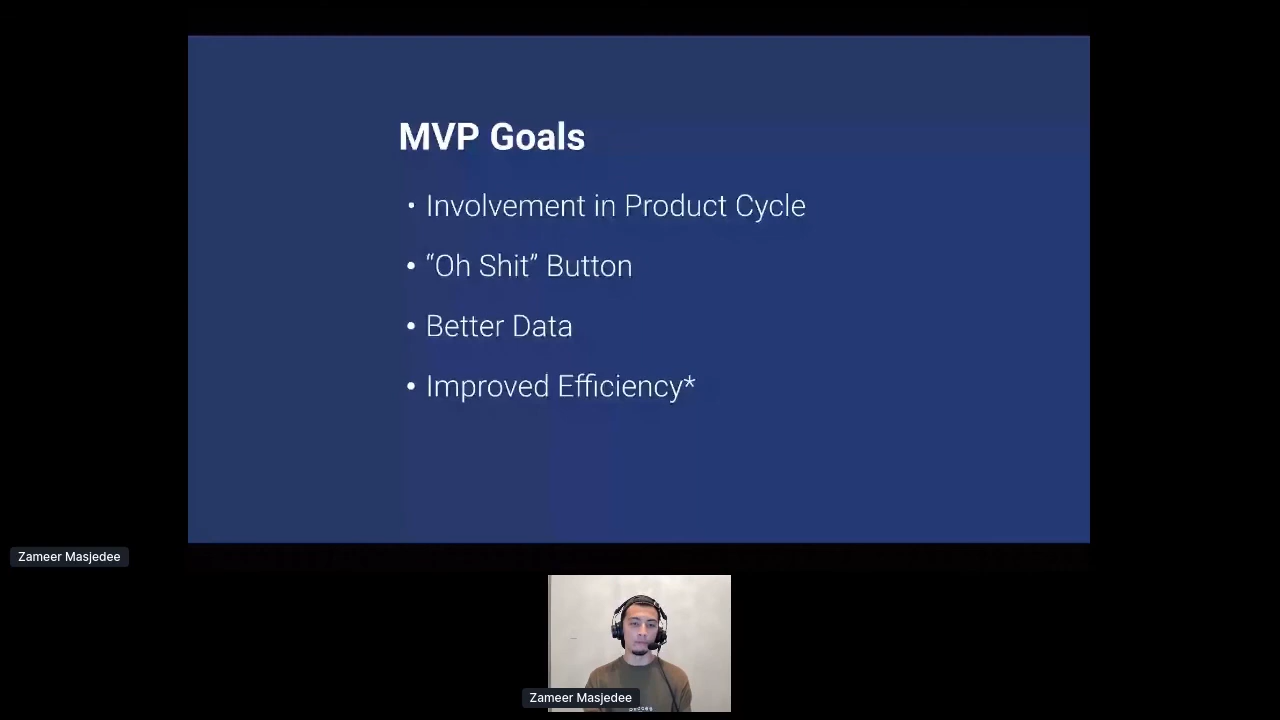 MVP Goals
• Involvement in Product Cycle
• “Oh Shit” Button
• Better Data
• Improved Efficiency*
Zameer Masjedee
Zameer Masjedee